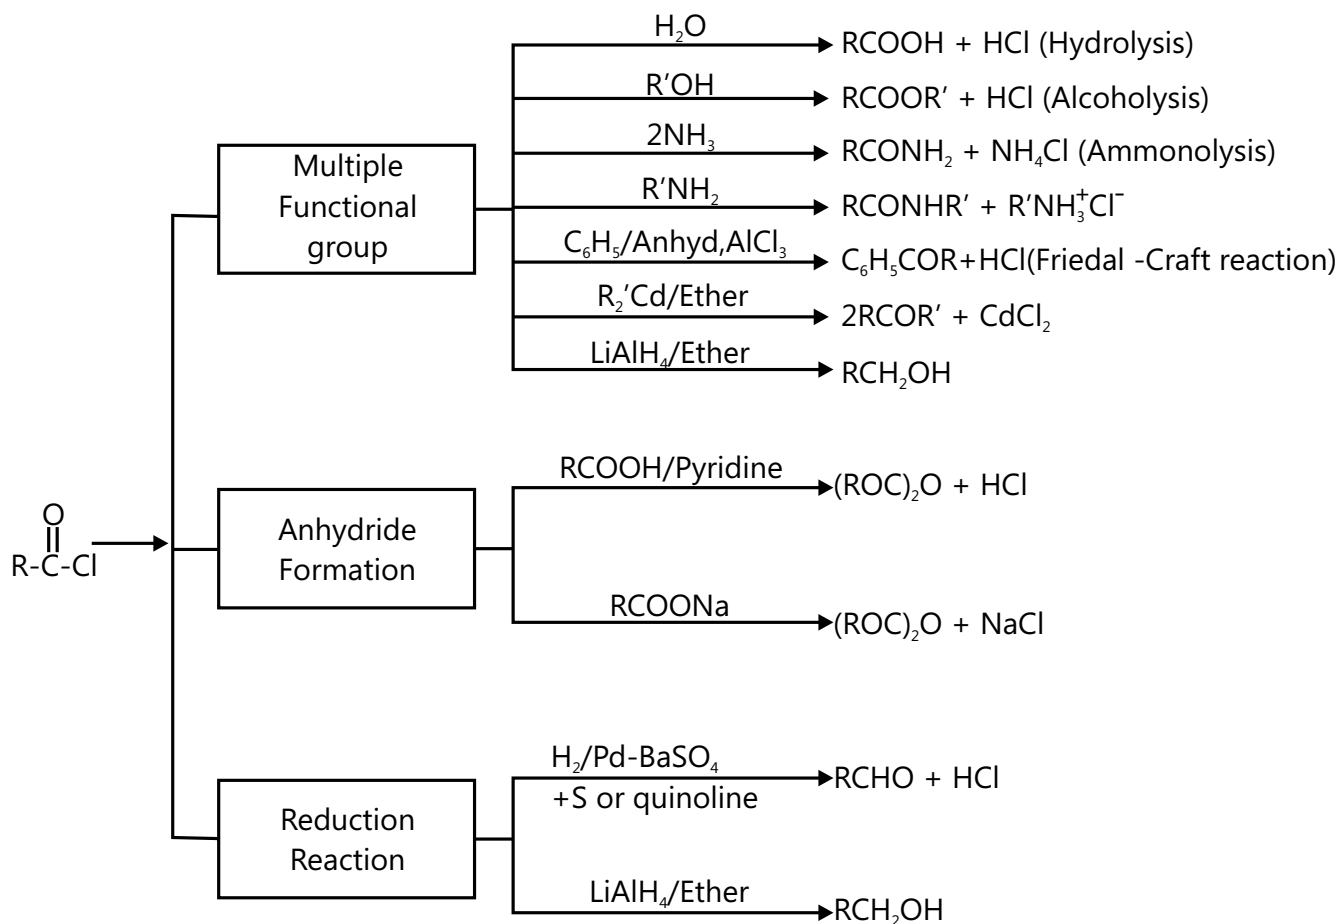 H₂O
RCOOH + HCl (Hydrolysis)
R’OH
RCOOR’ + HCl (Alcoholysis)
2NH₃
RCONH₂ + NH₄Cl (Ammonolysis)
Multiple
Functional
group
R’NH₂
RCONHR’ + R’NH₃⁺Cl⁻
C₆H₅/Anhyd,AlCl₃
C₆H₅COR+HCl(Friedal -Craft reaction)
R₂’Cd/Ether
2RCOR’ + CdCl₂
LiAlH₄/Ether
RCH₂OH
O
R-C-Cl
Anhydride
Formation
RCOOH/Pyridine
(ROC)₂O + HCl
RCOONa
(ROC)₂O + NaCl
Reduction
Reaction
H₂/Pd-BaSO₄
+S or quinoline
RCHO + HCl
LiAlH₄/Ether
RCH₂OH